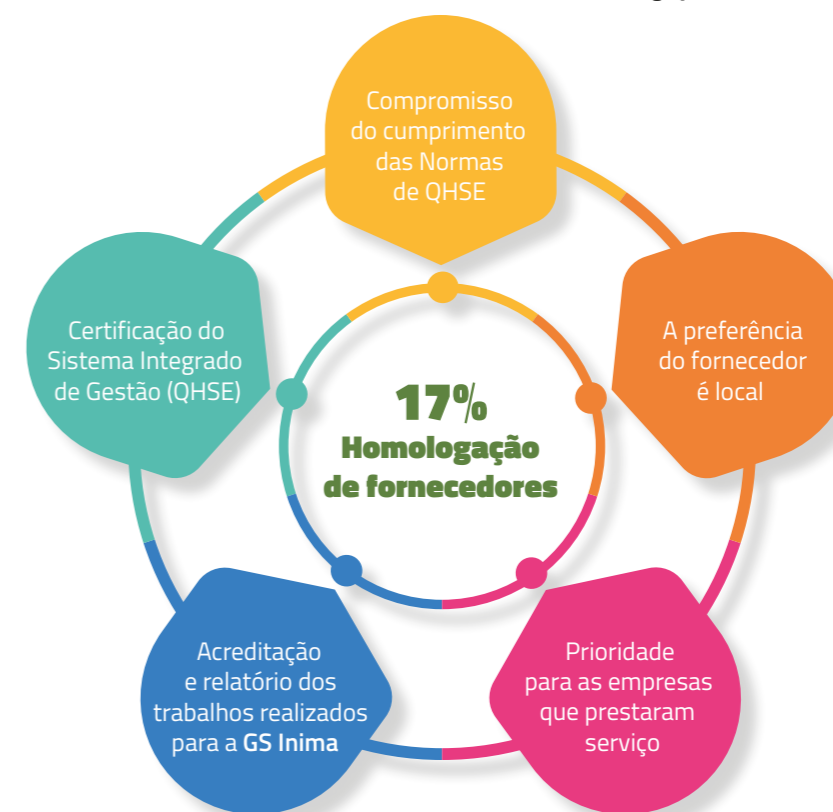 Compromisso
do cumprimento
das Normas
de QHSE
A preferência
do fornecedor
é local
Prioridade
para as empresas
que prestaram
serviço
Acreditação
e relatório dos
trabalhos realizados
para a GS Inima
Certificação do
Sistema Integrado
de Gestão (QHSE)
17%
Homologação
de fornecedores